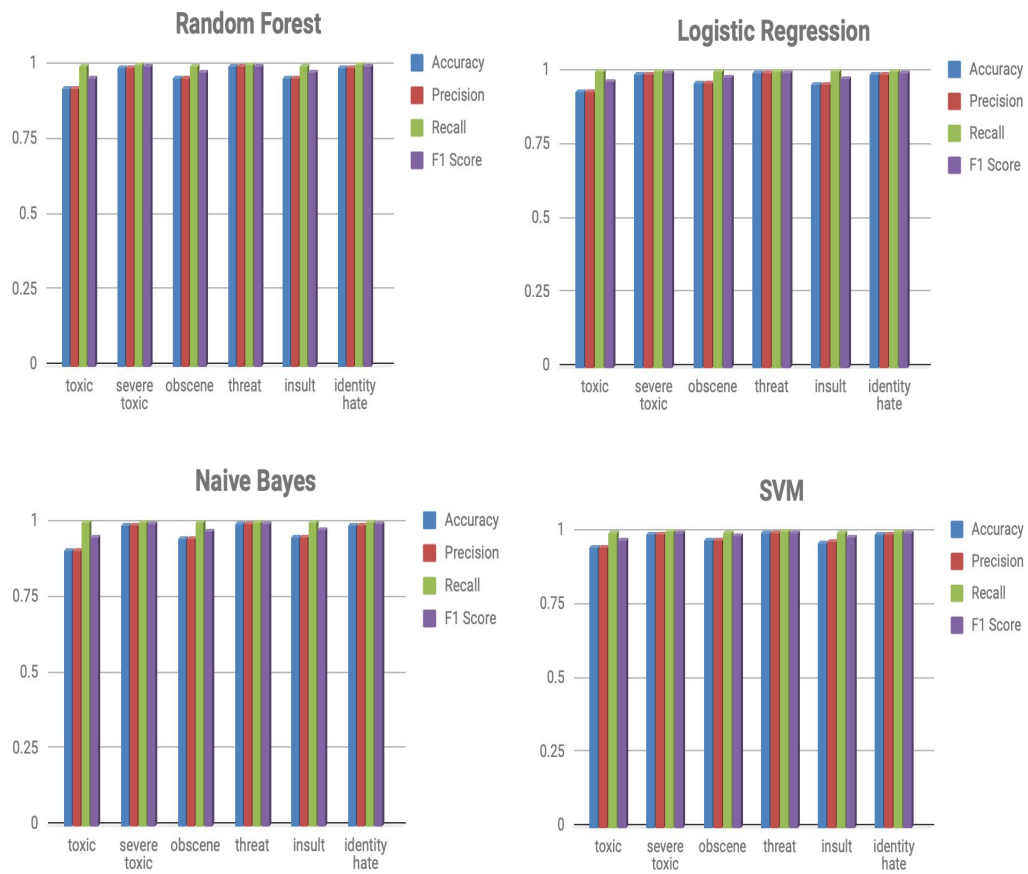 Random Forest
1
0.75
0.5
0.25
0
toxic
severe
toxic
obscene
threat
insult
identity
hate
Accuracy
Precision
Recall
F1 Score
Logistic Regression
1
0.75
0.5
0.25
0
toxic
severe
toxic
obscene
threat
insult
identity
hate
Accuracy
Precision
Recall
F1 Score
Naive Bayes
1
0.75
0.5
0.25
0
toxic
severe
toxic
obscene
threat
insult
identity
hate
Accuracy
Precision
Recall
F1 Score
SVM
1
0.75
0.5
0.25
0
toxic
severe
toxic
obscene
threat
insult
identity
hate
Accuracy
Precision
Recall
F1 Score